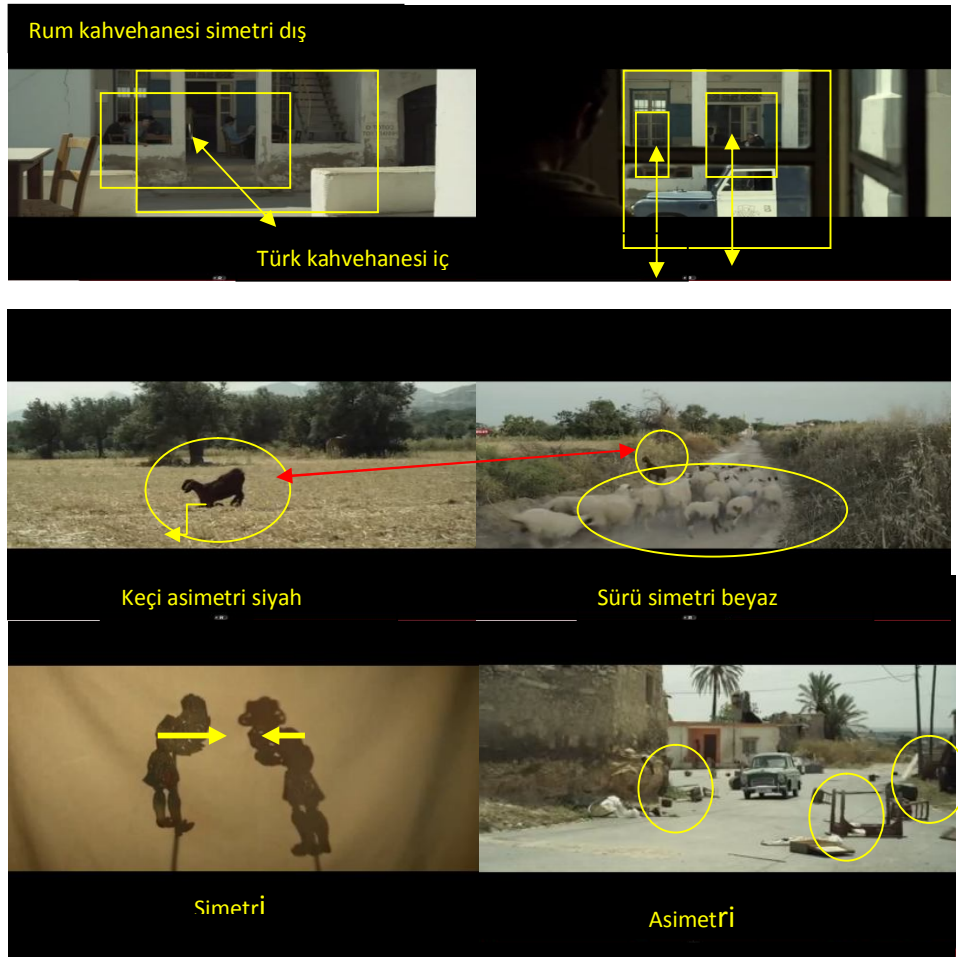 Rum kahvehanesi simetri dış
Türk kahvehanesi iç
Keçi asimetri siyah
Sürü simetri beyaz
Simetri
Asimetri